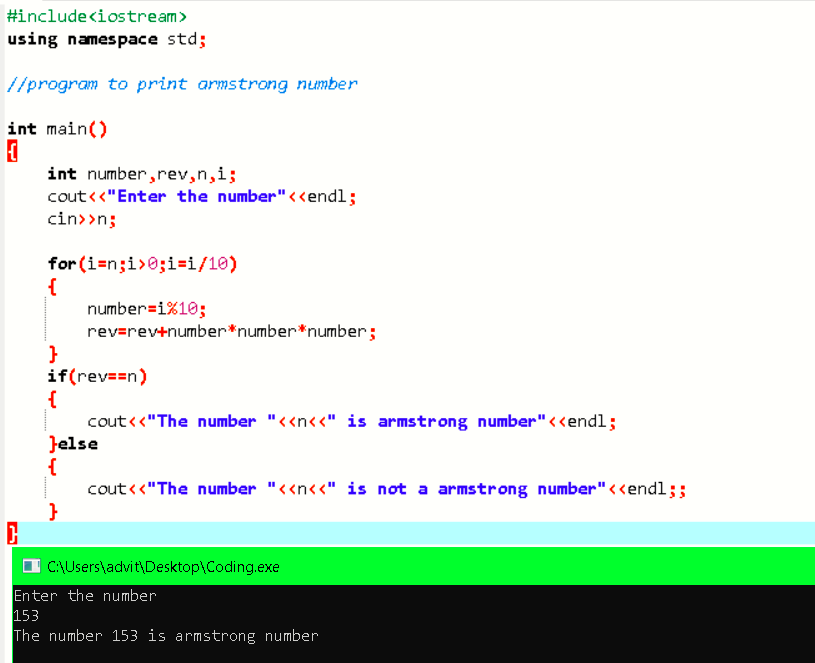 #include<iostream>
using namespace std;
//program to print armstrong number
int main()
{
int number,rev,n,i;
cout<<"Enter the number"<<endl;
cin>>n;
for(i=n;i>0;i=i/10)
{
number=i%10;
rev=rev+number*number*number;
}
if(rev==n)
{
cout<<"The number "<<n<<" is armstrong number"<<endl;
}else
{
cout<<"The number "<<n<<" is not a armstrong number"<<endl;;
}
}
C:\Users\advit\Desktop\Coding.exe
Enter the number
153
The number 153 is armstrong number